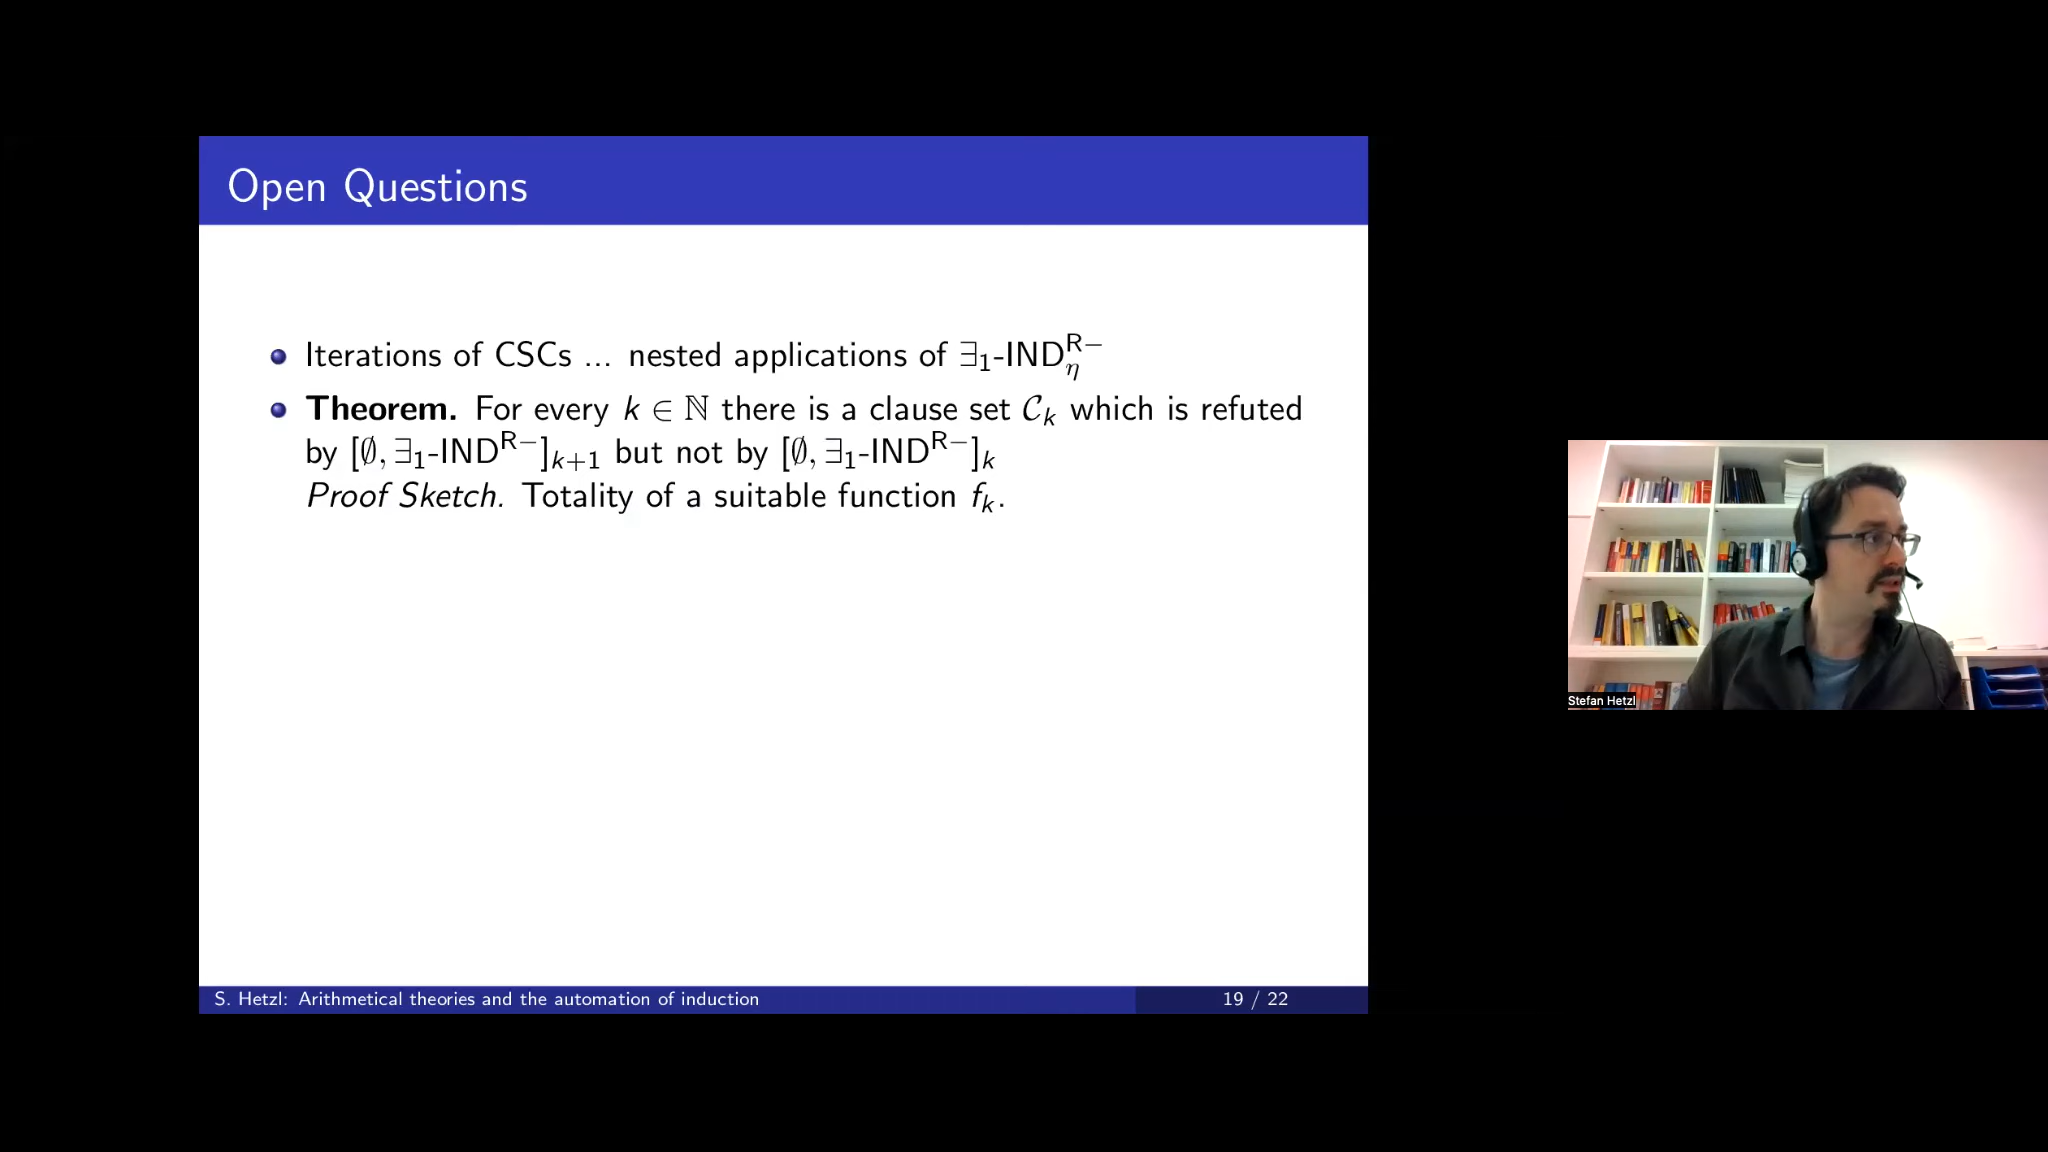 Open Questions
Iterations of CSCs ... nested applications of ∃₁-IND^{R−}_η
Theorem. For every k ∈ ℕ there is a clause set 𝒞ₖ which is refuted
by [∅, ∃₁-IND^{R−}]_{k+1} but not by [∅, ∃₁-IND^{R−}]_k
Proof Sketch. Totality of a suitable function fₖ.
Stefan Hetzl
S. Hetzl: Arithmetical theories and the automation of induction
19 / 22